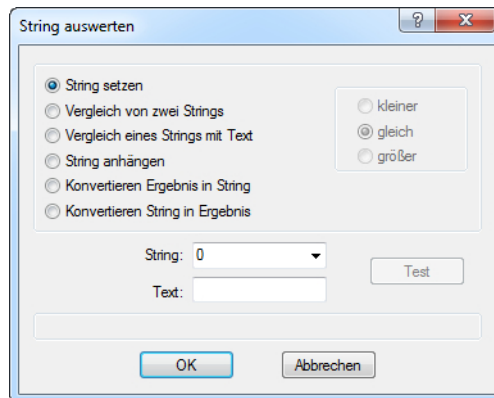 String auswerten
String setzen
Vergleich von zwei Strings
Vergleich eines Strings mit Text
String anhängen
Konvertieren Ergebnis in String
Konvertieren String in Ergebnis
kleiner
gleich
größer
String: 0
Text:
Test
OK
Abbrechen